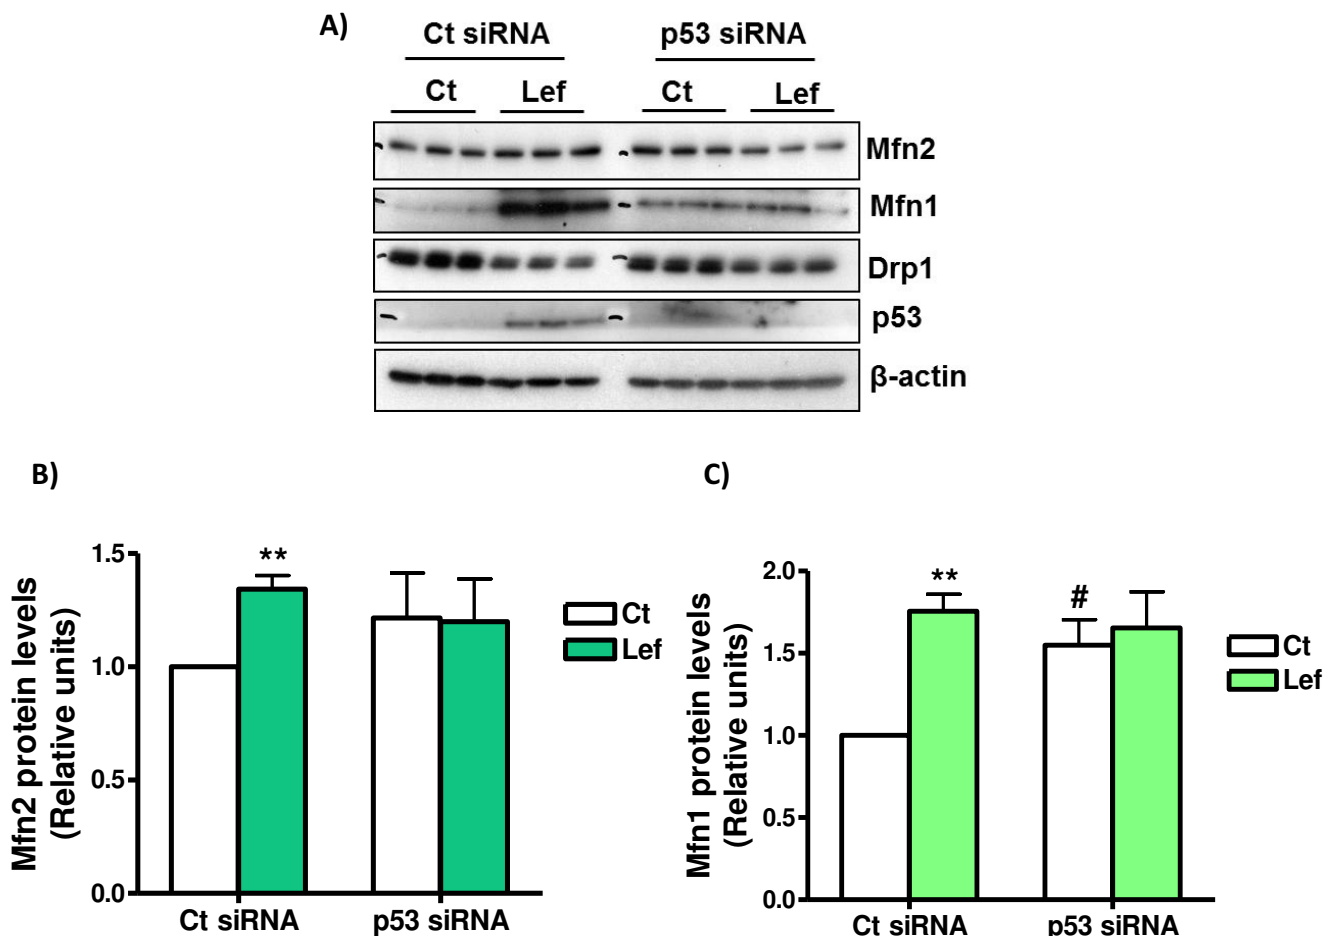 A)
Ct siRNA p53 siRNA
Ct Lef Ct Lef
Mfn2
Mfn1
Drp1
p53
β-actin
B)
Mfn2 protein levels
(Relative units)
1.5
1.0
0.5
0.0
**
Ct siRNA p53 siRNA
Ct
Lef
C)
Mfn1 protein levels
(Relative units)
2.0
1.5
1.0
0.5
0.0
**
#
Ct siRNA p53 siRNA
Ct
Lef